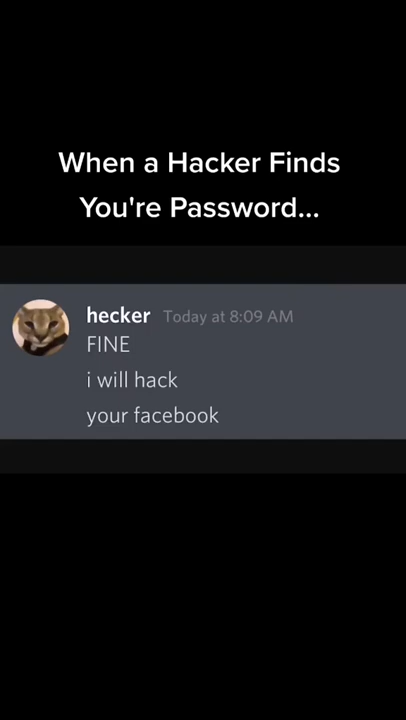 When a Hacker Finds
You're Password...
hecker Today at 8:09 AM
FINE
i will hack
your facebook